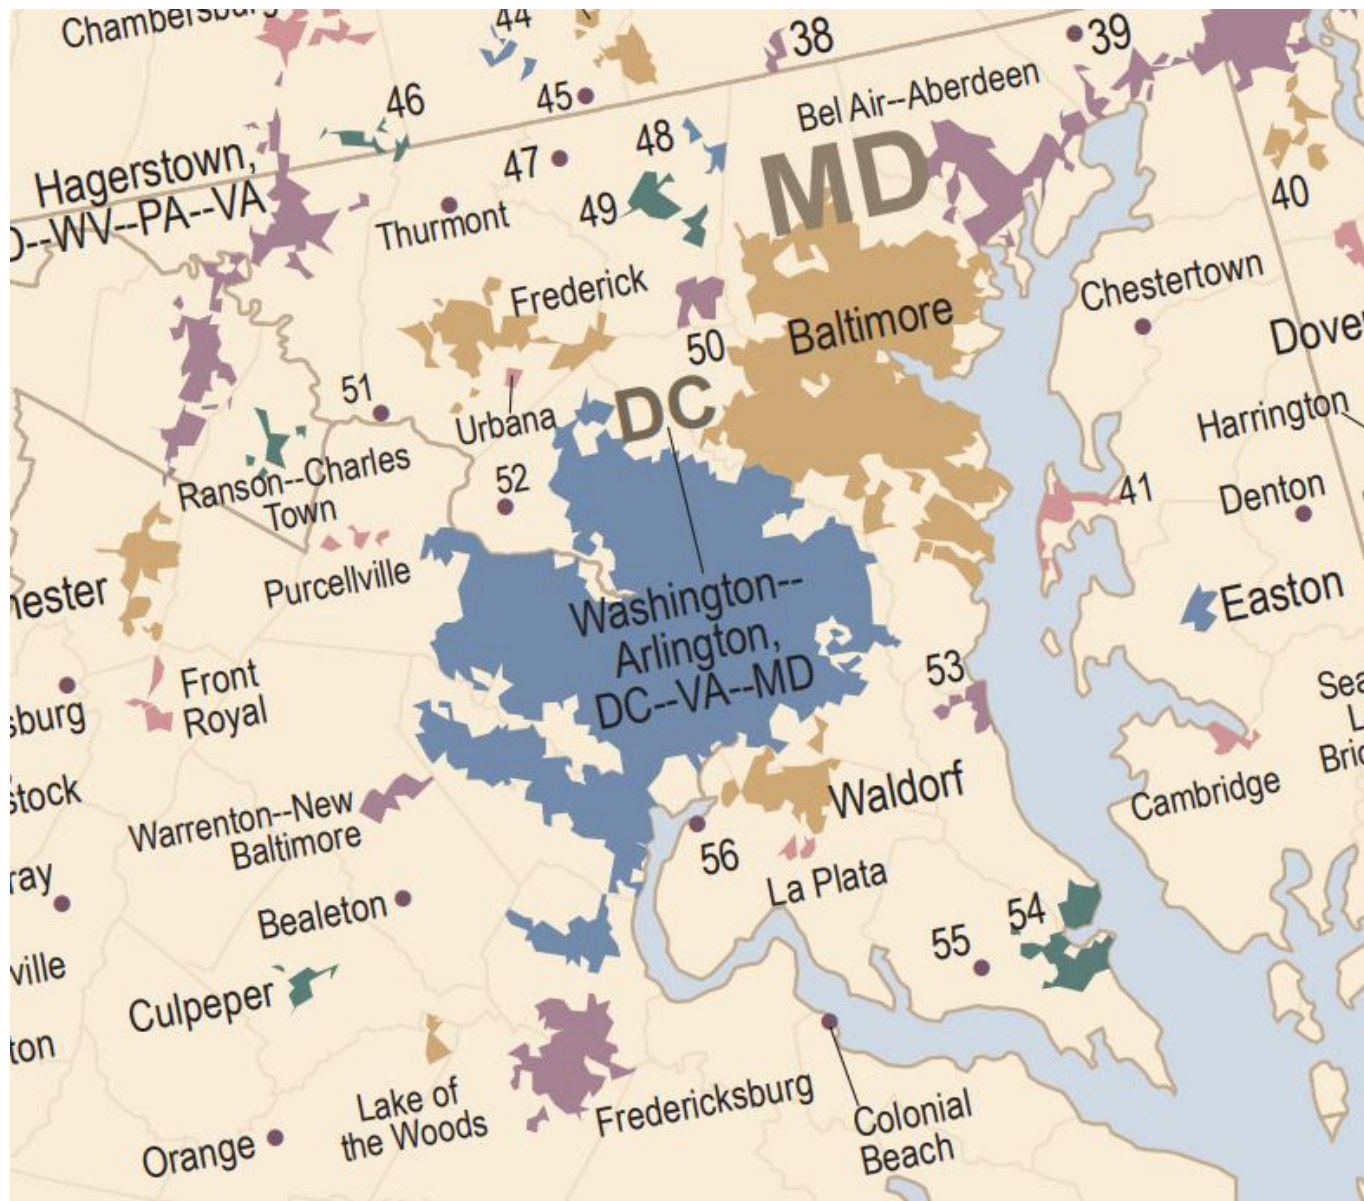 Chambersburg
44
38
39
46
45
Bel Air--Aberdeen
48
47
MD
Hagerstown,
--WV--PA--VA
49
40
Thurmont
Chestertown
Frederick
Baltimore
50
Dover
51
DC
Urbana
Harrington
52
Ranson--Charles
Town
41
Denton
Purcellville
Washington--
Arlington,
DC--VA--MD
Easton
hester
Front
Royal
53
sburg
Sea
L
Brid
stock
Waldorf
Cambridge
Warrenton--New
Baltimore
56
La Plata
ray
Bealeton
54
55
ville
Culpeper
ton
Lake of
the Woods
Fredericksburg
Colonial
Beach
Orange